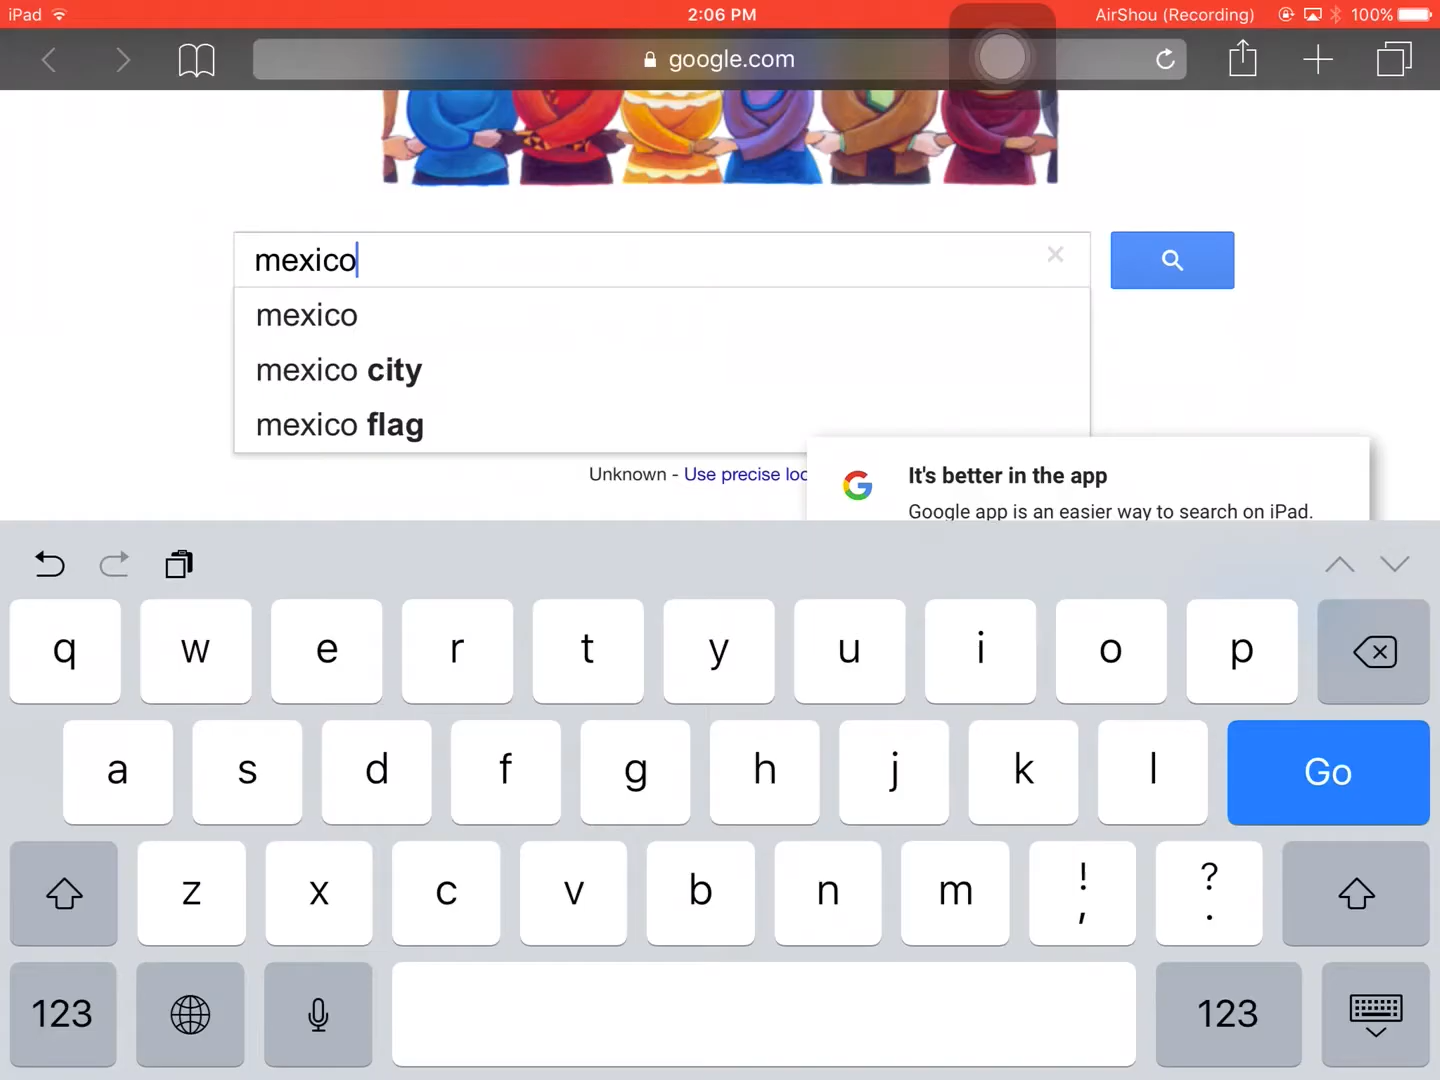 iPad 2:06 PM AirShou (Recording) 100%
google.com
mexico
mexico
mexico city
mexico flag
Unknown - Use precise loc
It's better in the app
Google app is an easier way to search on iPad.
q w e r t y u i o p
a s d f g h j k l Go
z x c v b n m ! , ? .
123 123